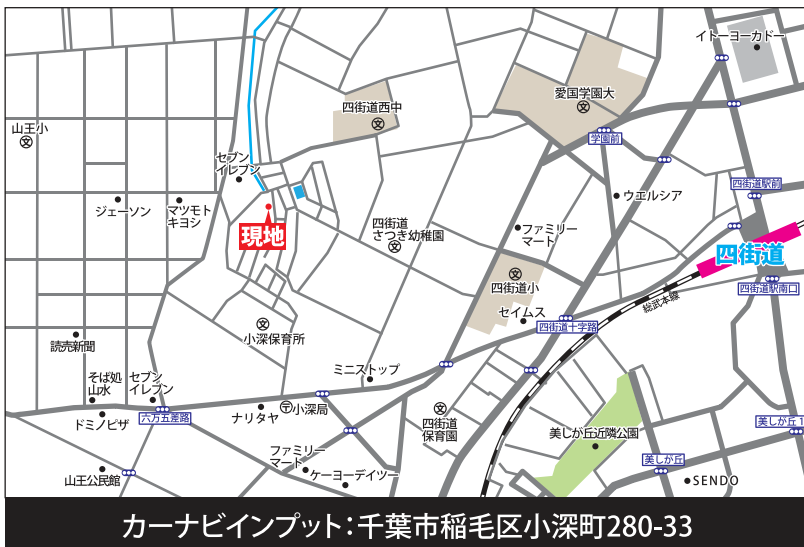 イトーヨーカドー
愛国学園大
四街道西中
山王小
学園前
セブン
イレブン
四街道駅前
ウエルシア
ジェーソン
マツモト
キヨシ
四街道
さつき幼稚園
ファミリー
マート
現地
四街道
四街道小
四街道駅南口
総武本線
セイムス
四街道十字路
小深保育所
読売新聞
ミニストップ
そば処
山水
セブン
イレブン
ナリタヤ
小深局
四街道
保育園
六方五差路
ドミノピザ
美しが丘1
美しが丘近隣公園
ファミリー
マート
美しが丘
山王公民館
ケーヨーデイツー
SENDO
カーナビインプット:千葉市稲毛区小深町280-33